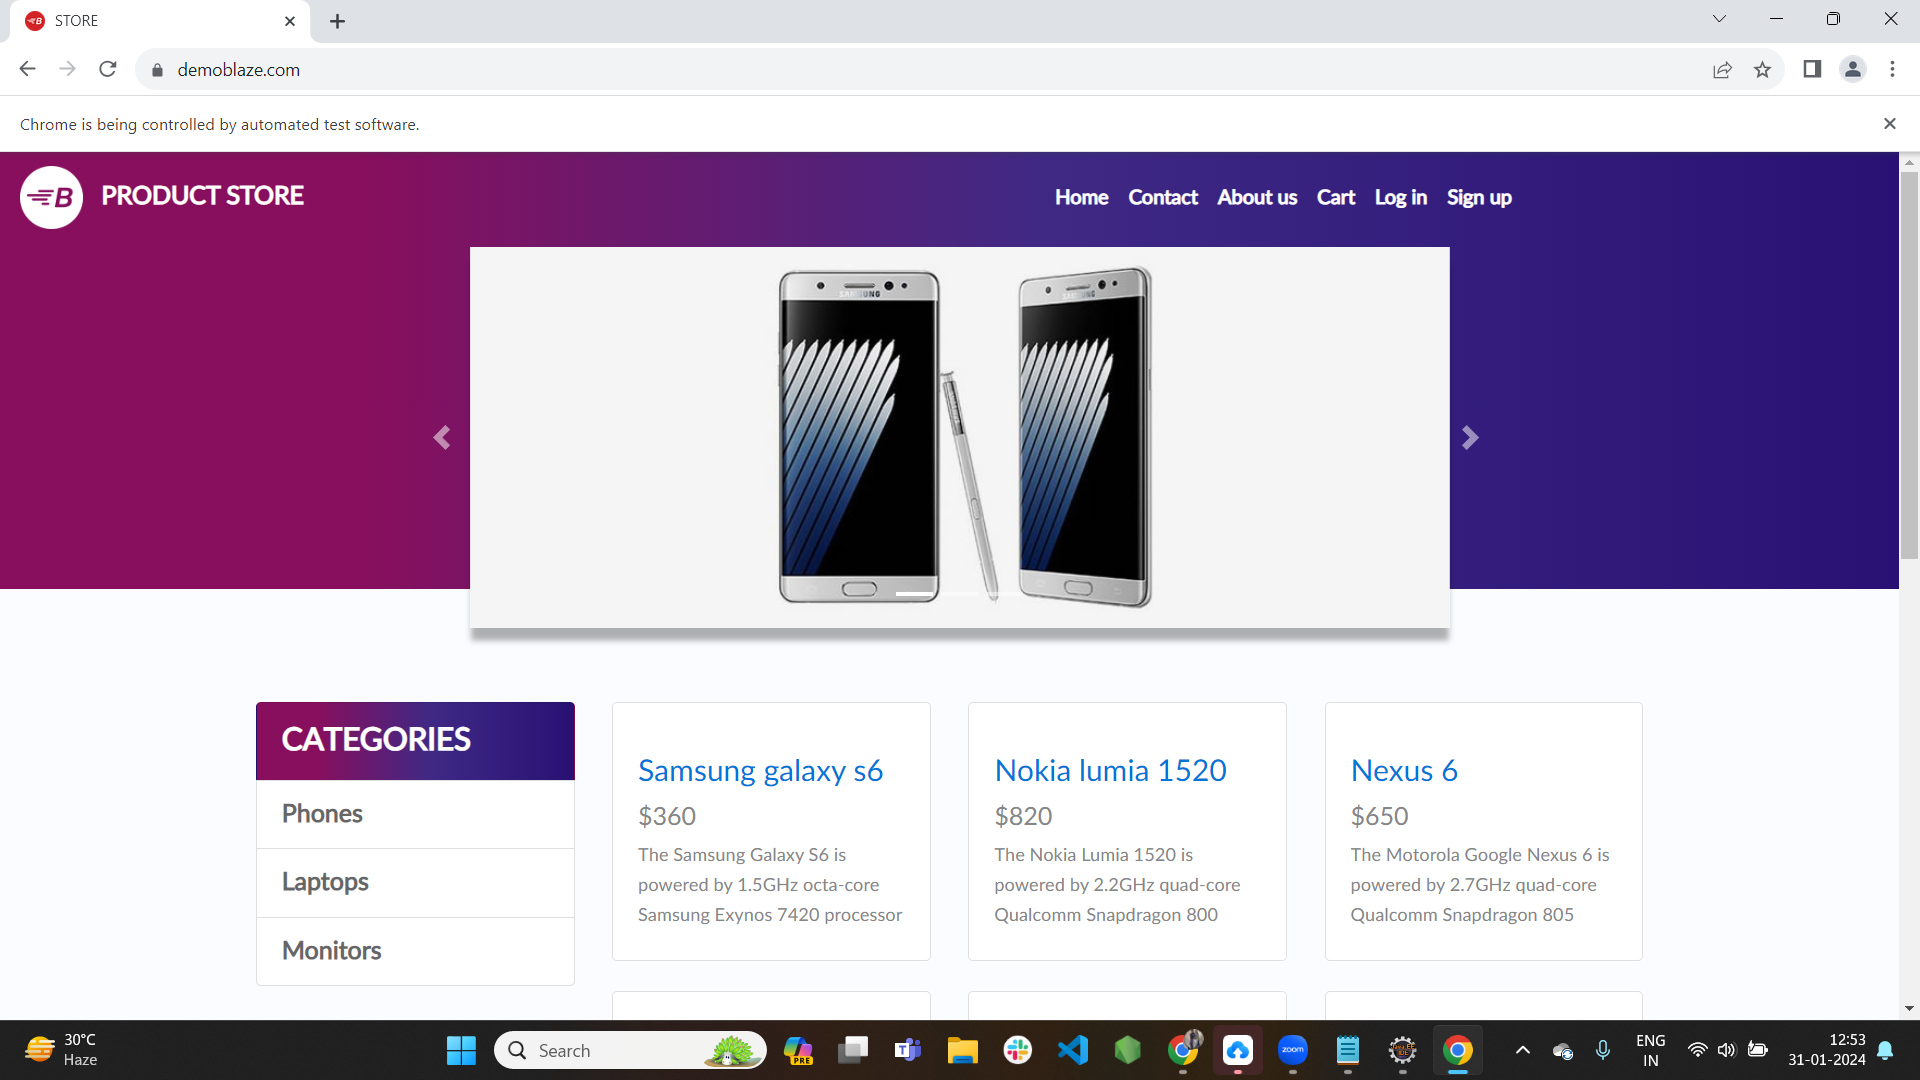 STORE
demoblaze.com
Chrome is being controlled by automated test software.
B PRODUCT STORE
Home Contact About us Cart Log in Sign up
SAMSUNG SAMSUNG
CATEGORIES
Phones
Laptops
Monitors
Samsung galaxy s6
$360
The Samsung Galaxy S6 is
powered by 1.5GHz octa-core
Samsung Exynos 7420 processor
Nokia lumia 1520
$820
The Nokia Lumia 1520 is
powered by 2.2GHz quad-core
Qualcomm Snapdragon 800
Nexus 6
$650
The Motorola Google Nexus 6 is
powered by 2.7GHz quad-core
Qualcomm Snapdragon 805
30°C
Haze
Search
PRE
zoom
ENG
IN
12:53
31-01-2024